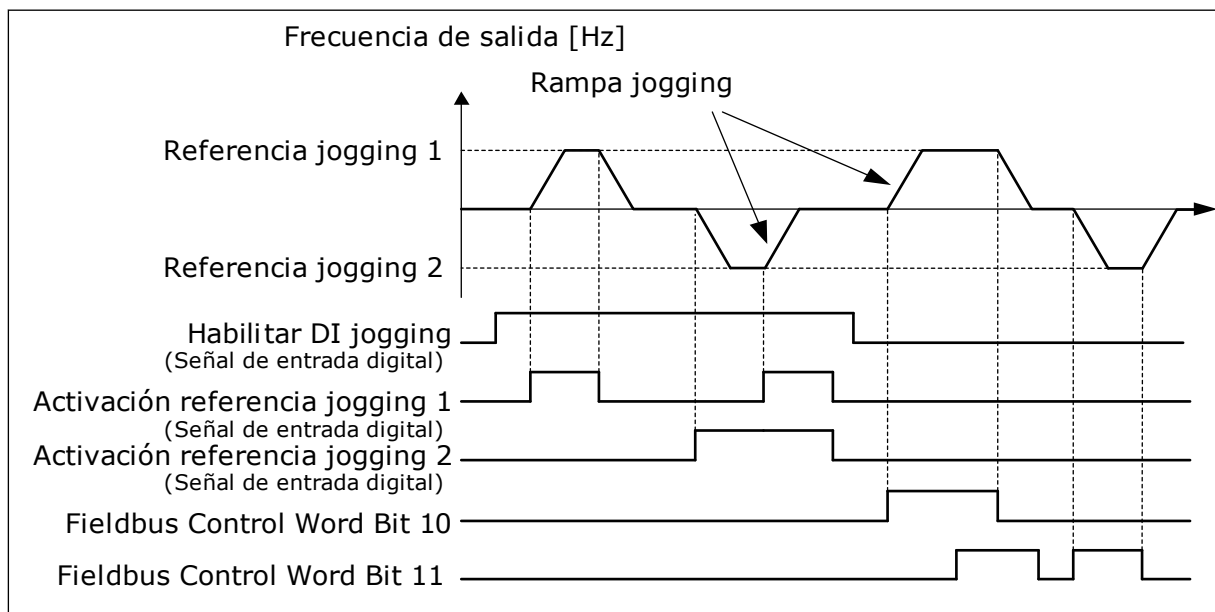 Frecuencia de salida [Hz]
Rampa jogging
Referencia jogging 1
Referencia jogging 2
Habilitar DI jogging
(Señal de entrada digital)
Activación referencia jogging 1
(Señal de entrada digital)
Activación referencia jogging 2
(Señal de entrada digital)
Fieldbus Control Word Bit 10
Fieldbus Control Word Bit 11